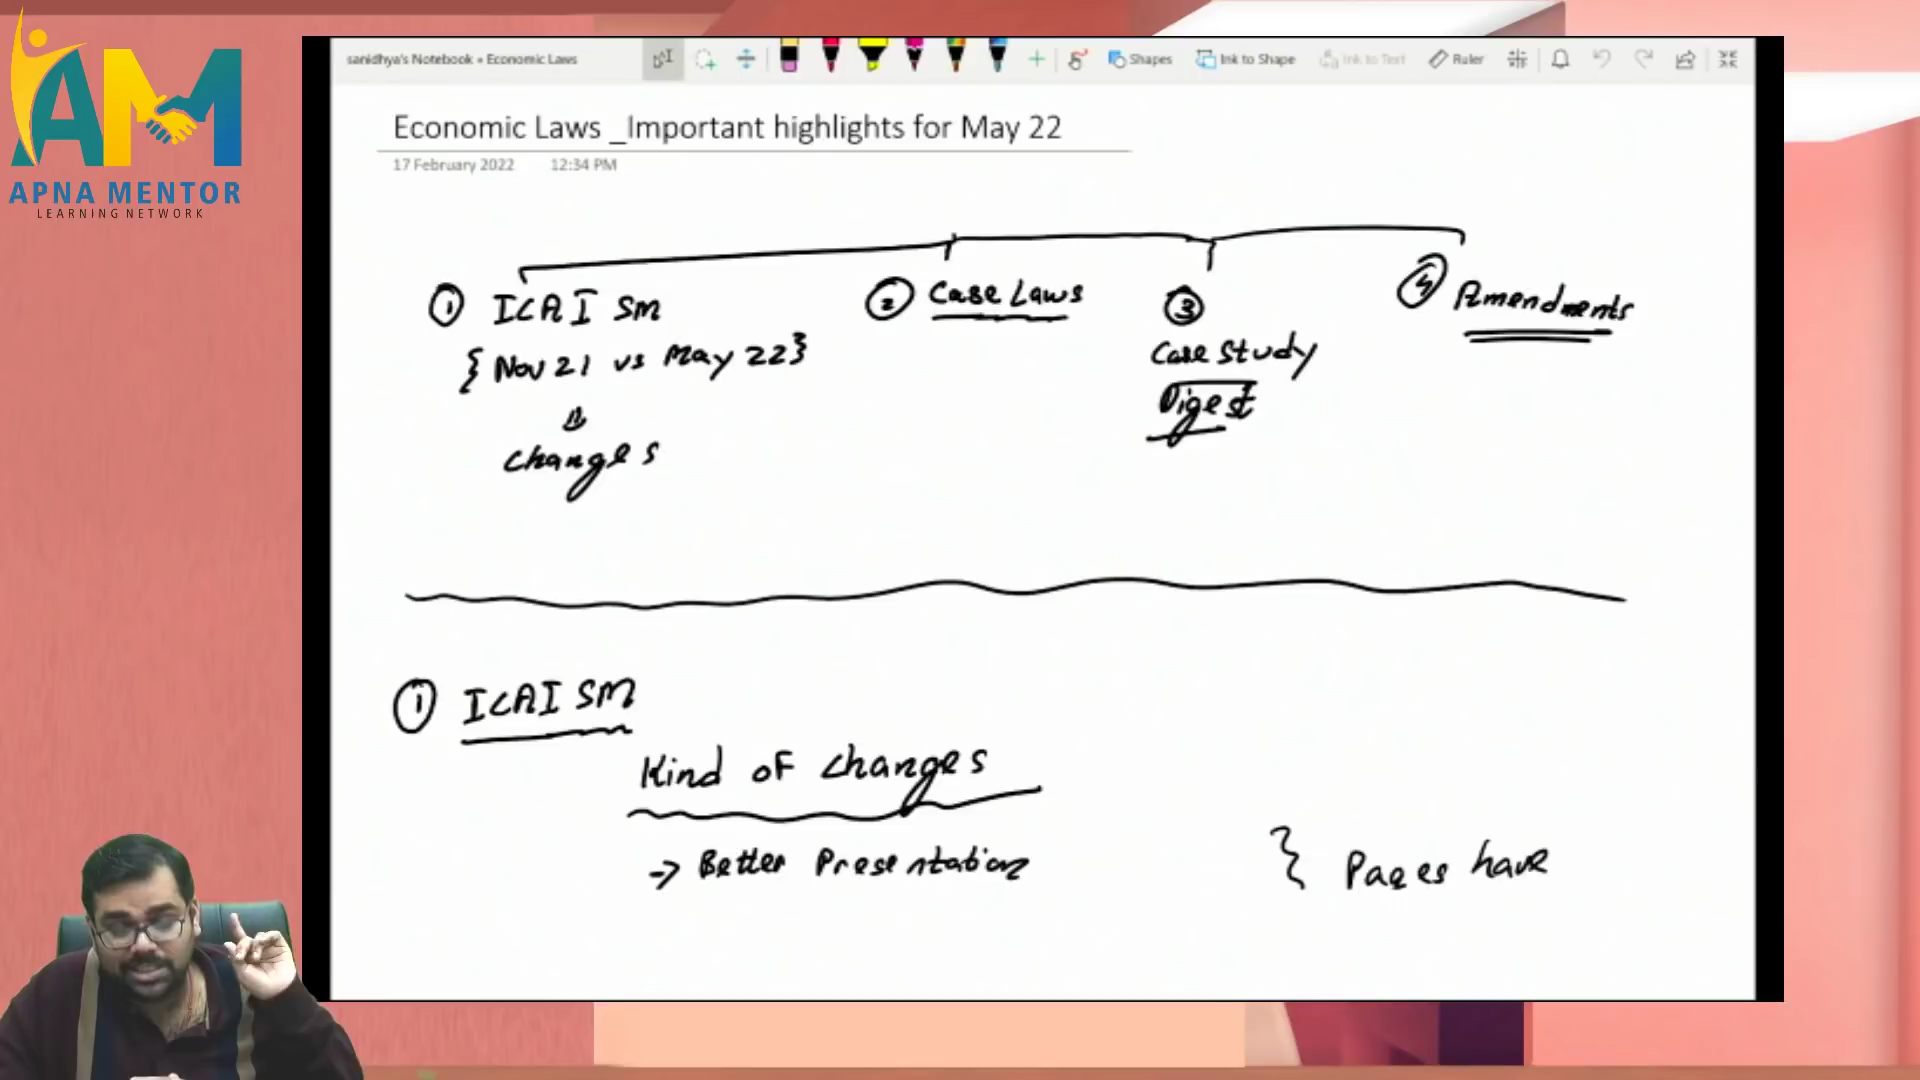 APNA MENTOR
LEARNING NETWORK
sanidhya's Notebook » Economic Laws
Shapes
Ink to Shape
Ink to Text
Ruler
Economic Laws _Important highlights for May 22
17 February 2022 12:34 PM
① ICAI SM
{Nov 21 vs May 22}
Changes
② Case Laws
③
Case Study
Digest
④ Amendments
① ICAI SM
Kind of Changes
→ Better Presentation
} Pages have